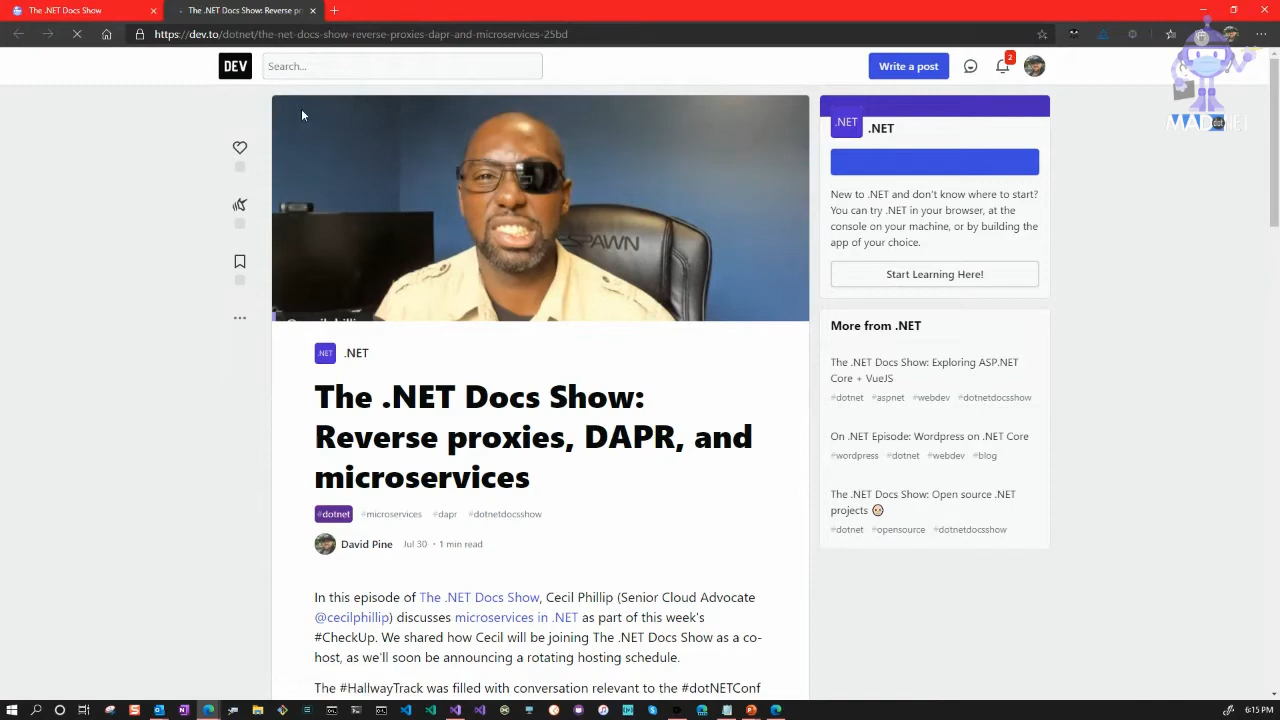 The .NET Docs Show
The .NET Docs Show: Reverse pr
https://dev.to/dotnet/the-net-docs-show-reverse-proxies-dapr-and-microservices-25bd
DEV
Search...
Write a post
2
MAD dot NET
SPAWN
.NET
.NET
New to .NET and don't know where to start?
You can try .NET in your browser, at the
console on your machine, or by building the
app of your choice.
Start Learning Here!
.NET
.NET
The .NET Docs Show:
Reverse proxies, DAPR, and
microservices
#dotnet #microservices #dapr #dotnetdocsshow
David Pine Jul 30 • 1 min read
In this episode of The .NET Docs Show, Cecil Phillip (Senior Cloud Advocate
@cecilphillip) discusses microservices in .NET as part of this week's
#CheckUp. We shared how Cecil will be joining The .NET Docs Show as a co-
host, as we'll soon be announcing a rotating hosting schedule.
The #HallwayTrack was filled with conversation relevant to the #dotNETConf
More from .NET
The .NET Docs Show: Exploring ASP.NET
Core + VueJS
#dotnet #aspnet #webdev #dotnetdocsshow
On .NET Episode: Wordpress on .NET Core
#wordpress #dotnet #webdev #blog
The .NET Docs Show: Open source .NET
projects
#dotnet #opensource #dotnetdocsshow
6:15 PM